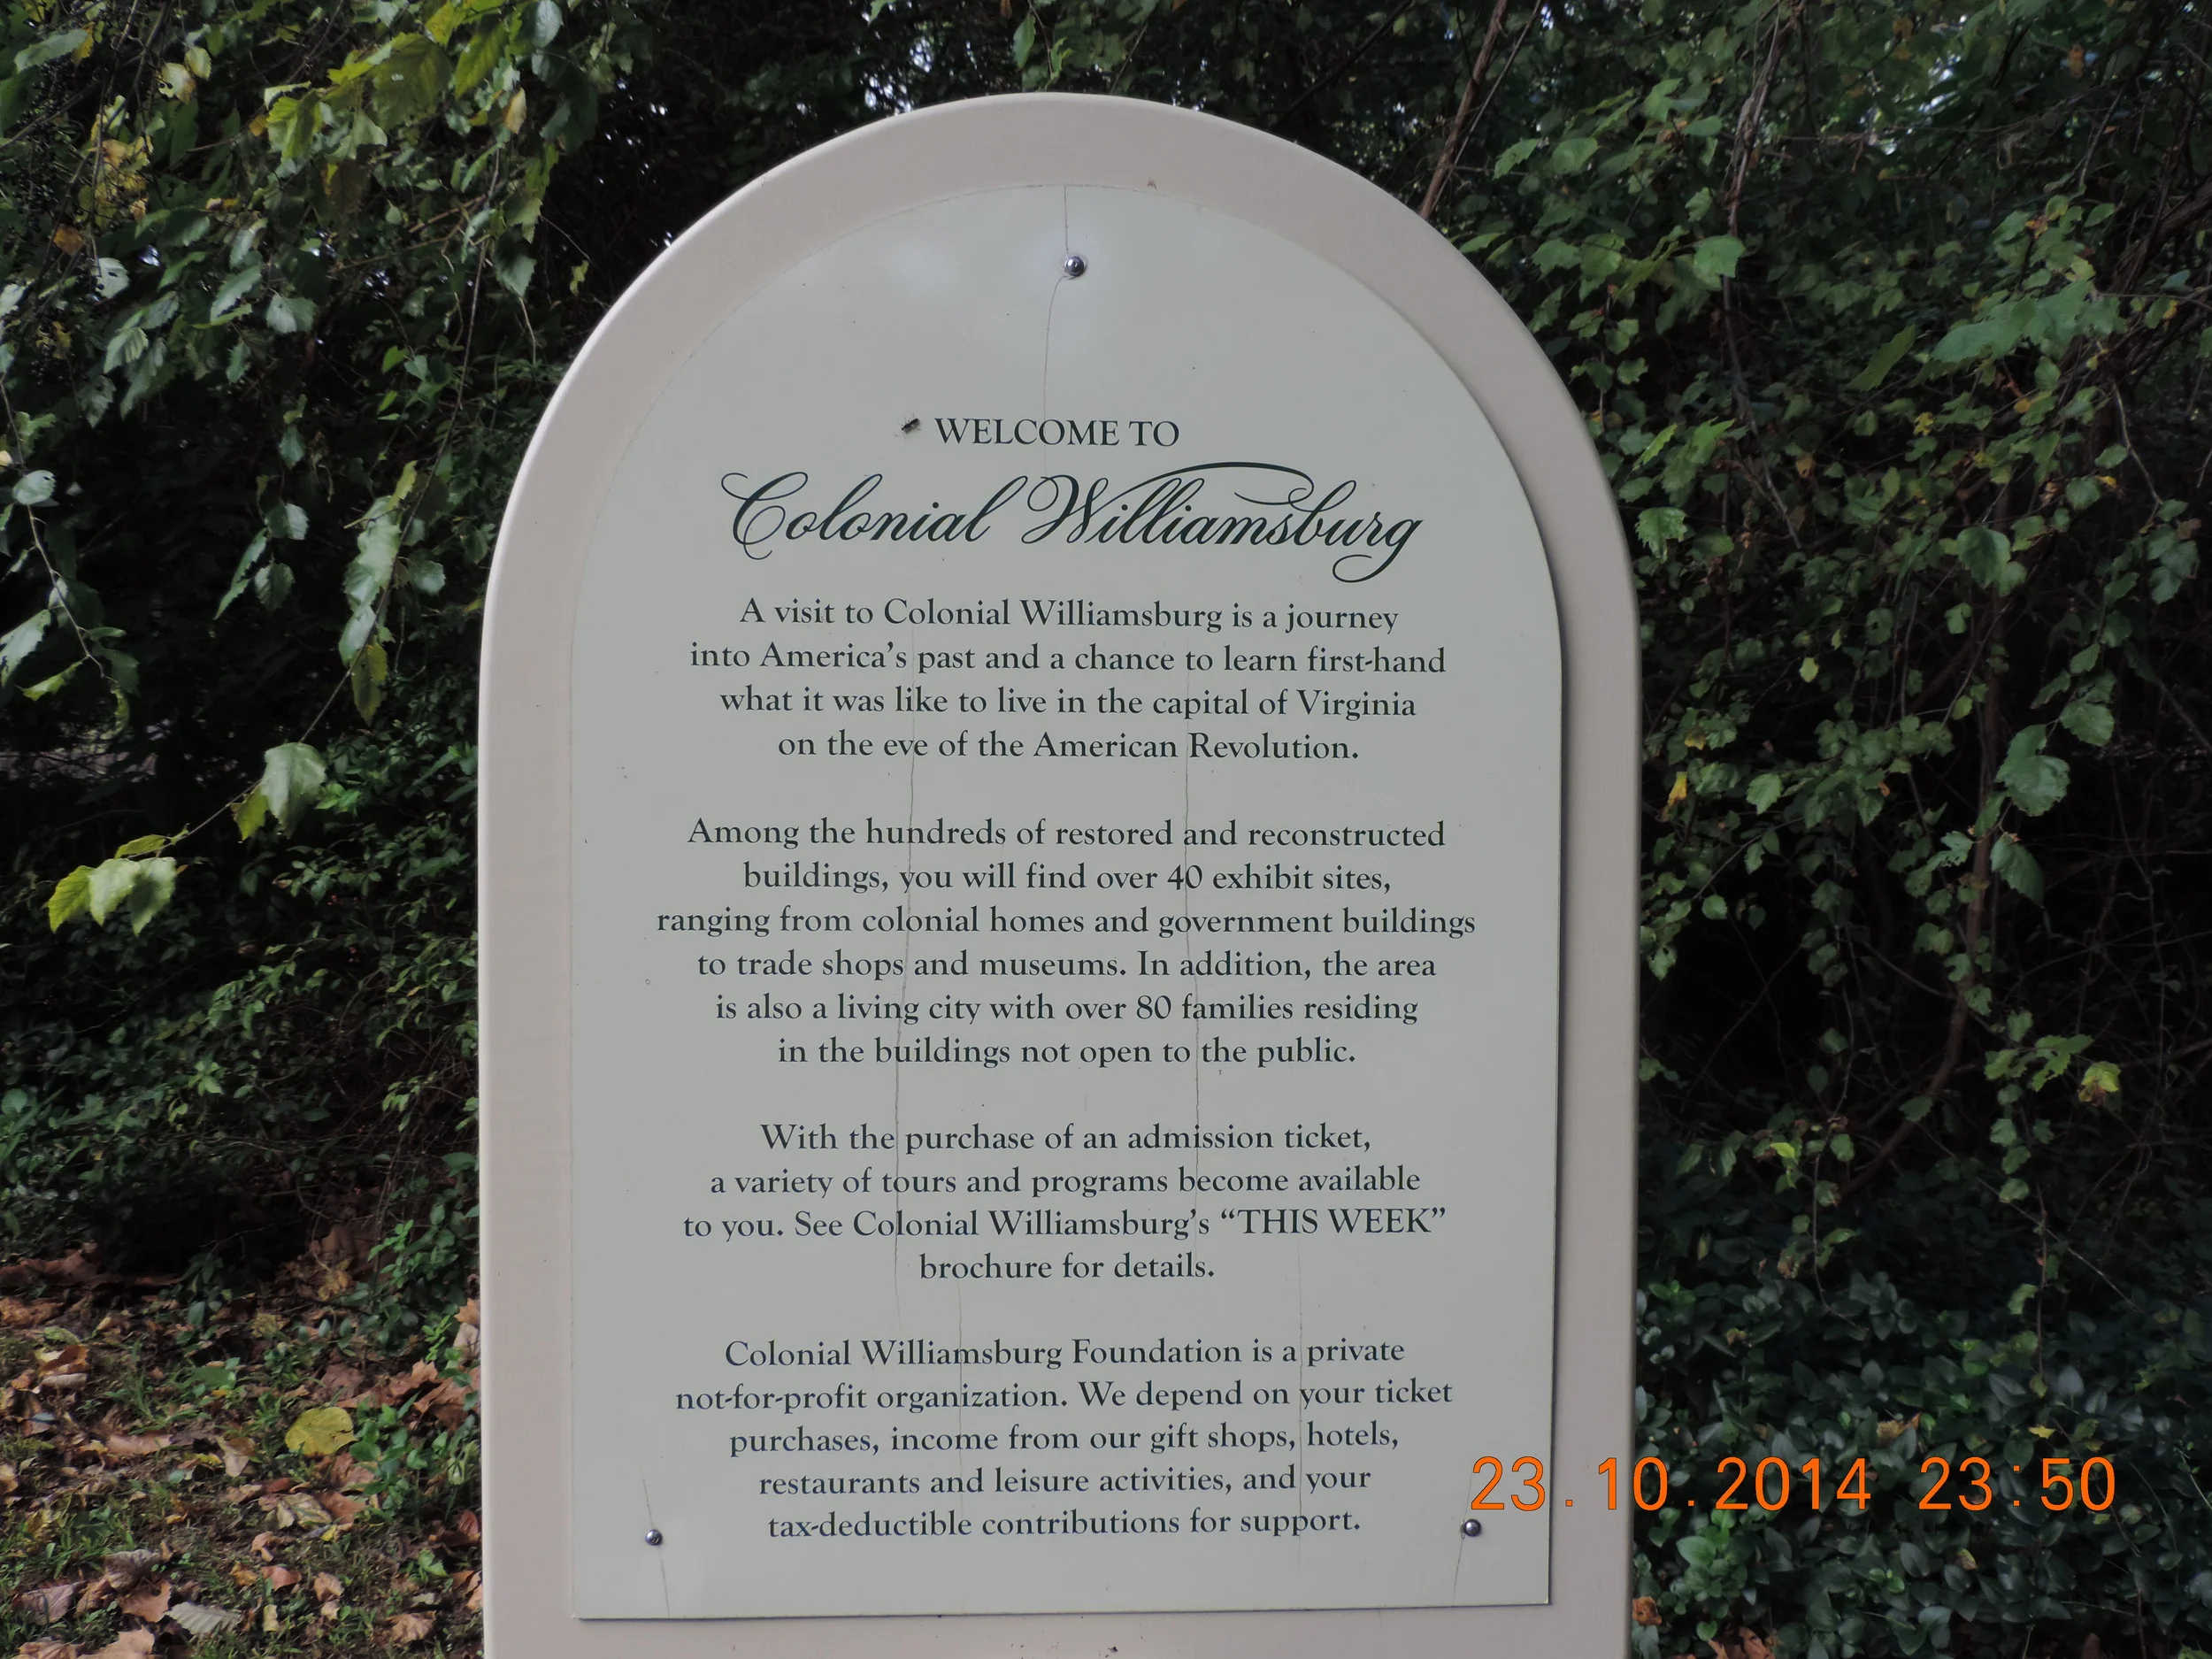 WELCOME TO
Colonial Williamsburg
A visit to Colonial Williamsburg is a journey
into America's past and a chance to learn first-hand
what it was like to live in the capital of Virginia
on the eve of the American Revolution.
Among the hundreds of restored and reconstructed
buildings, you will find over 40 exhibit sites,
ranging from colonial homes and government buildings
to trade shops and museums. In addition, the area
is also a living city with over 80 families residing
in the buildings not open to the public.
With the purchase of an admission ticket,
a variety of tours and programs become available
to you. See Colonial Williamsburg's “THIS WEEK”
brochure for details.
Colonial Williamsburg Foundation is a private
not-for-profit organization. We depend on your ticket
purchases, income from our gift shops, hotels,
restaurants and leisure activities, and your
tax-deductible contributions for support.
23.10.2014 23:50